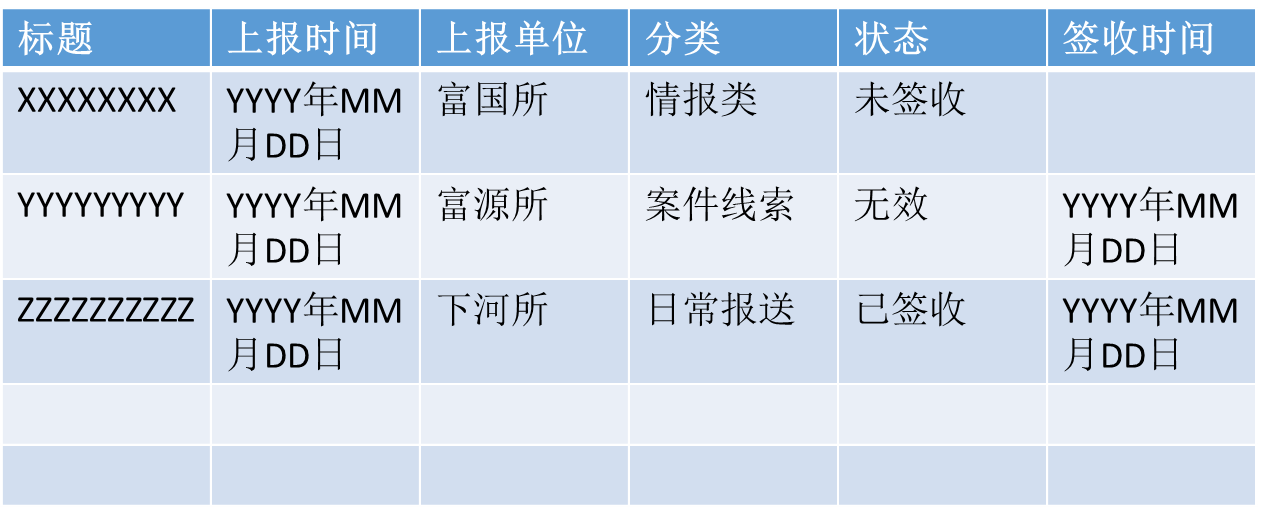 标题 上报时间 上报单位 分类 状态 签收时间
XXXXXXXX YYYY年MM 富国所 情报类 未签收
月DD日
YYYYYYYYY YYYY年MM 富源所 案件线索 无效 YYYY年MM
月DD日 月DD日
ZZZZZZZZZZ YYYY年MM 下河所 日常报送 已签收 YYYY年MM
月DD日 月DD日